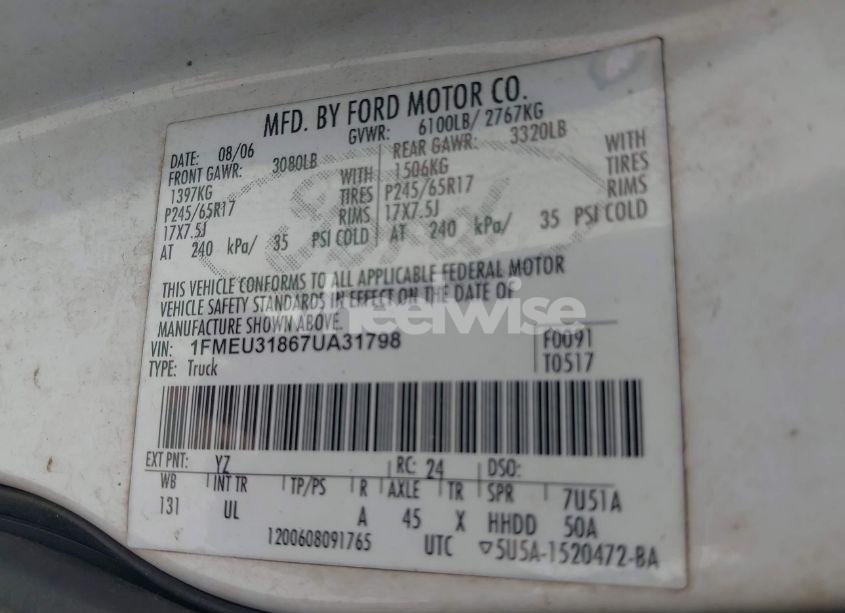 MFD. BY FORD MOTOR CO.
DATE: 08/06 GVWR: 6100LB/ 2767KG
FRONT GAWR: 3080LB REAR GAWR: 3320LB
1397KG WITH 1506KG WITH
P245/65R17 TIRES P245/65R17 TIRES
17X7.5J RIMS 17X7.5J RIMS
AT 240 kPa/ 35 PSI COLD AT 240 kPa/ 35 PSI COLD
THIS VEHICLE CONFORMS TO ALL APPLICABLE FEDERAL MOTOR
VEHICLE SAFETY STANDARDS IN EFFECT ON THE DATE OF
MANUFACTURE SHOWN ABOVE.
VIN: 1FMEU31867UA31798 F0091
TYPE: Truck T0517
EXT PNT: YZ RC: 24 DSO:
WB INT TR TP/PS R AXLE TR SPR 7U51A
131 UL A 45 X HHDD 50A
1200608091765 UTC ▽5U5A-1520472-BA